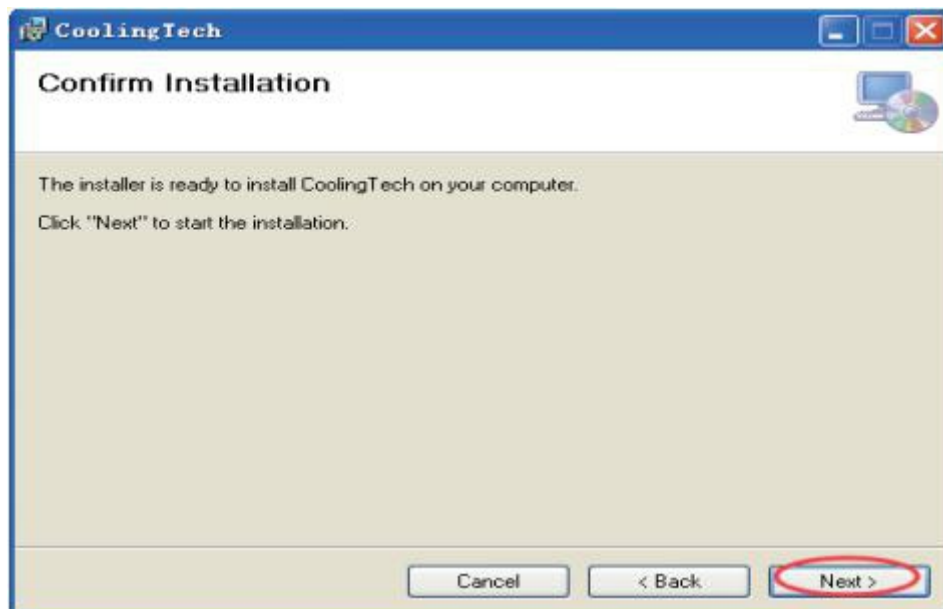 CoolingTech
Confirm Installation
The installer is ready to install CoolingTech on your computer.
Click "Next" to start the installation.
Cancel
< Back
Next >